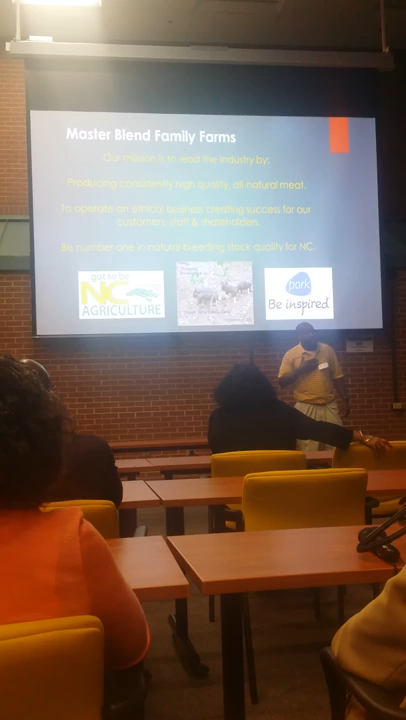 Master Blend Family Farms
Our mission is to lead the industry by:
Producing consistently high quality, all-natural meat.
To operate an ethical business creating success for our
customers, staff & shareholders.
Be number one in natural breeding stock quality for NC.
got to be
NC
AGRICULTURE
pork
Be inspired